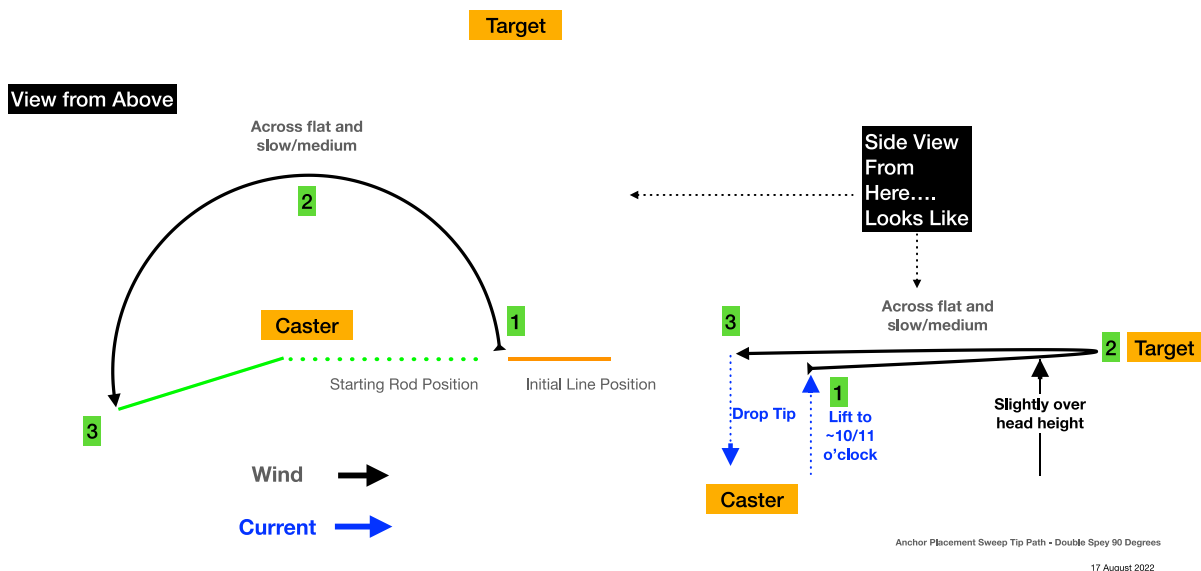 Target
View from Above
Across flat and
slow/medium
2
1
Caster
Starting Rod Position
Initial Line Position
3
Wind
Current
Side View
From
Here....
Looks Like
Across flat and
slow/medium
3
2
Target
1
Drop Tip
Lift to
~10/11
o’clock
Slightly over
head height
Caster
Anchor Placement Sweep Tip Path - Double Spey 90 Degrees
17 August 2022